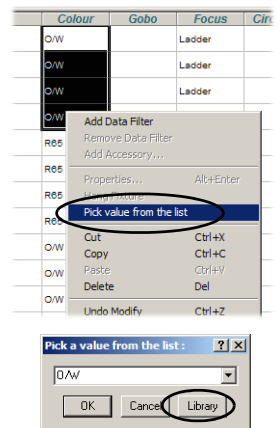 Colour Gobo Focus Circ
O/W Ladder
O/W Ladder
O/W Ladder
O/W
Add Data Filter
R65 Remove Data Filter
Add Accessory...
R65
Properties... Alt+Enter
R65 Hang Fixture
Pick value from the list
R65
Cut Ctrl+X
O/W Copy Ctrl+C
O/W Paste Ctrl+V
Delete Del
O/W
Undo Modify Ctrl+Z
Pick a value from the list :
O/W
OK Cancel Library